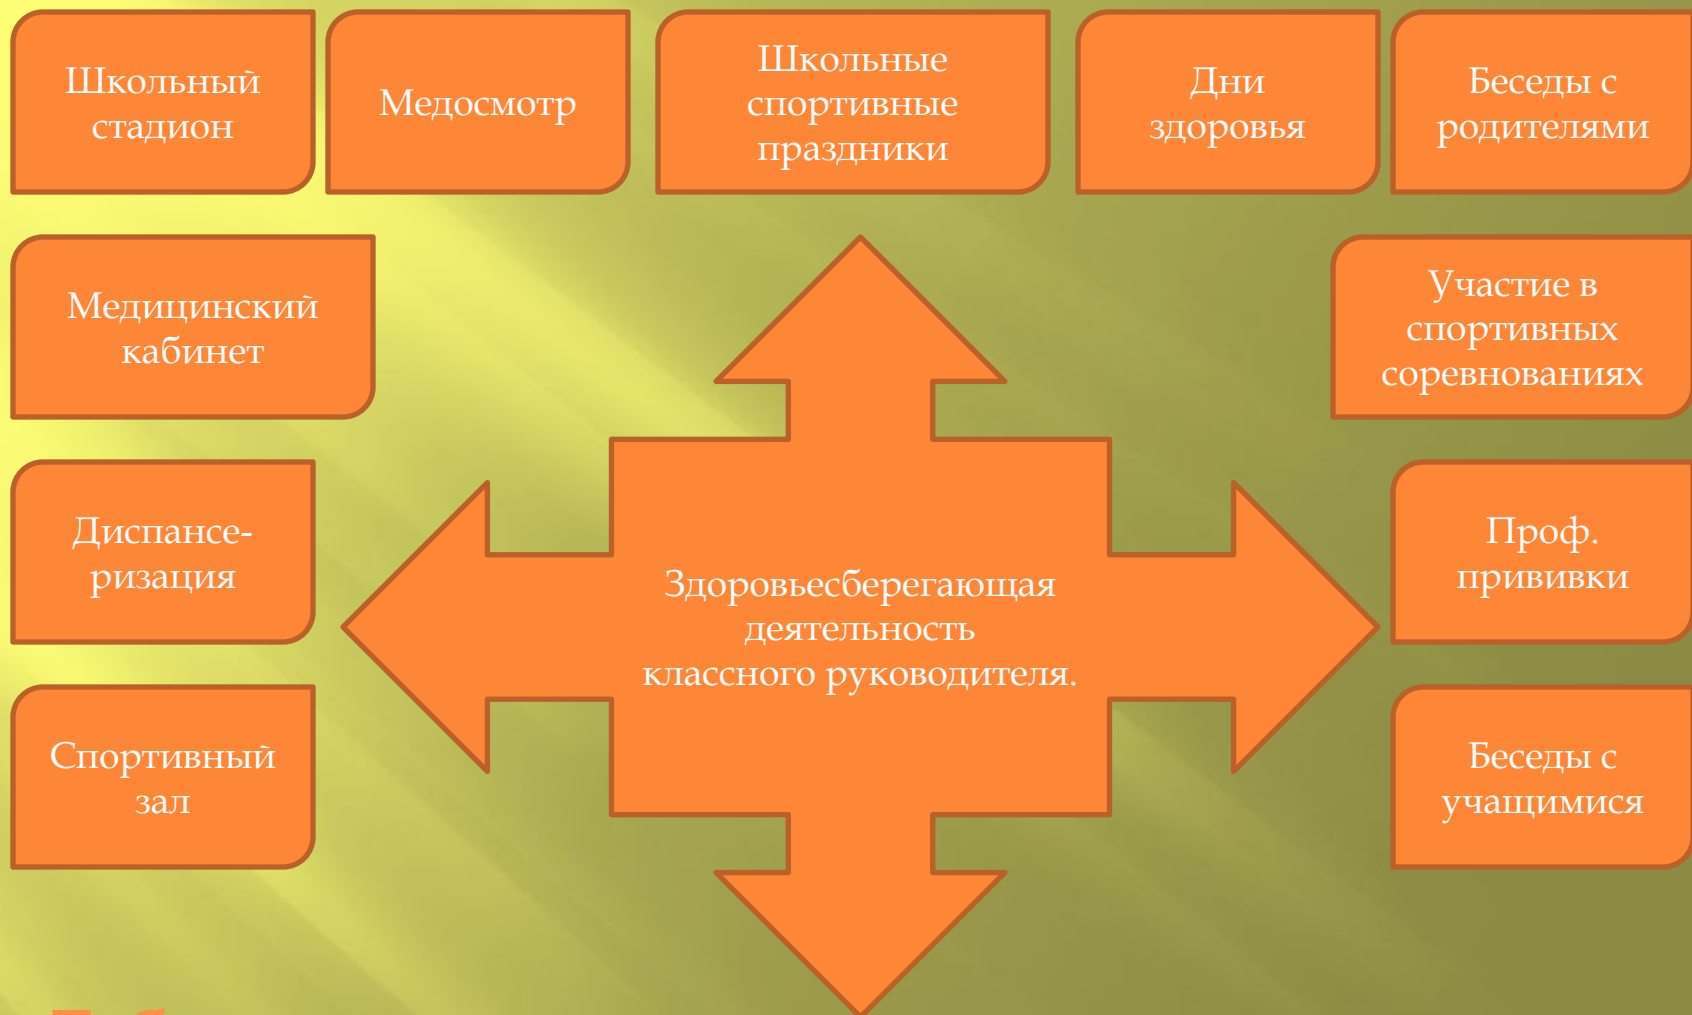 Школьный
стадион
Медосмотр
Школьные
спортивные
праздники
Дни
здоровья
Беседы с
родителями
Медицинский
кабинет
Участие в
спортивных
соревнованиях
Диспансе-
ризация
Здоровьесберегающая
деятельность
классного руководителя.
Проф.
прививки
Спортивный
зал
Беседы с
учащимися